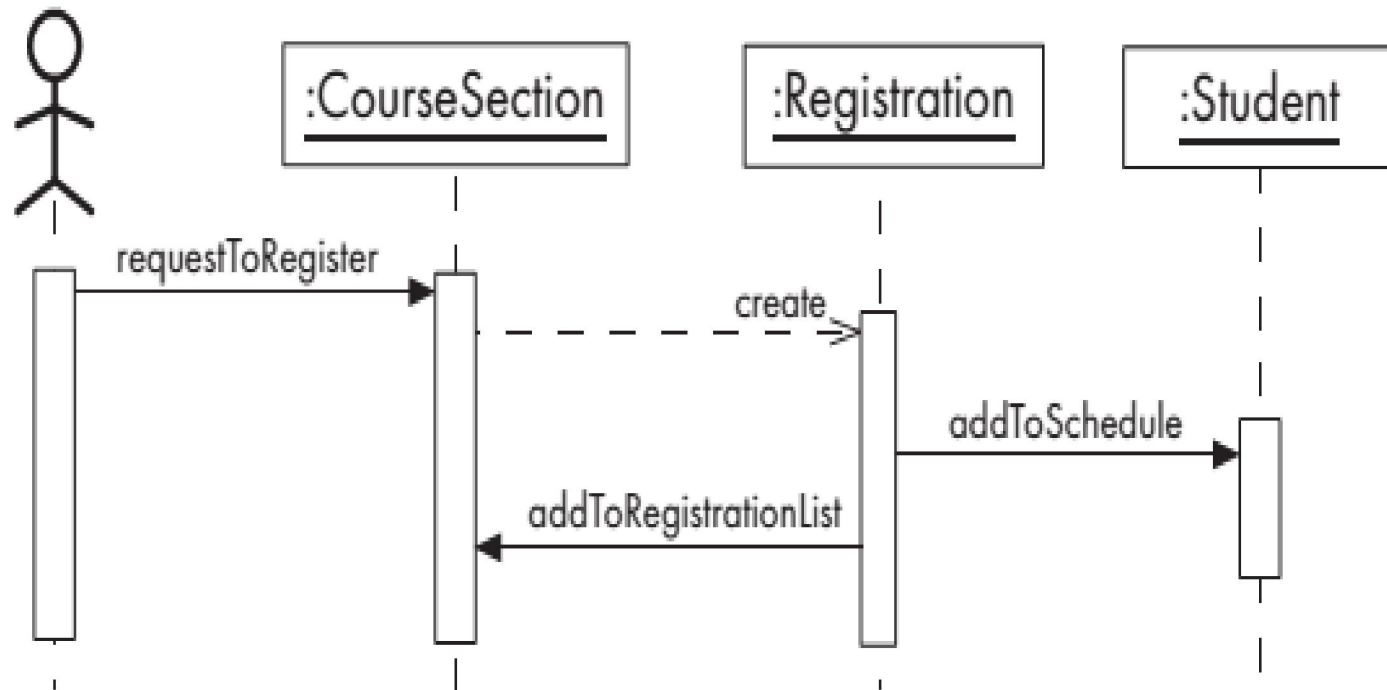 :CourseSection
:Registration
:Student
requestToRegister
create
addToSchedule
addToRegistrationList